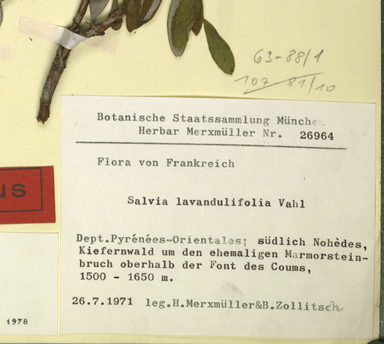 63-88/1
107 81/10
Botanische Staatssammlung München
Herbar Merxmüller Nr. 26964
Flora von Frankreich
Salvia lavandulifolia Vahl
Dept.Pyrénées-Orientales; südlich Nohèdes,
Kiefernwald um den ehemaligen Marmorstein-
bruch oberhalb der Font des Coums,
1500 - 1650 m.
26.7.1971 leg.H.Merxmüller&B.Zollitsch
us
1978